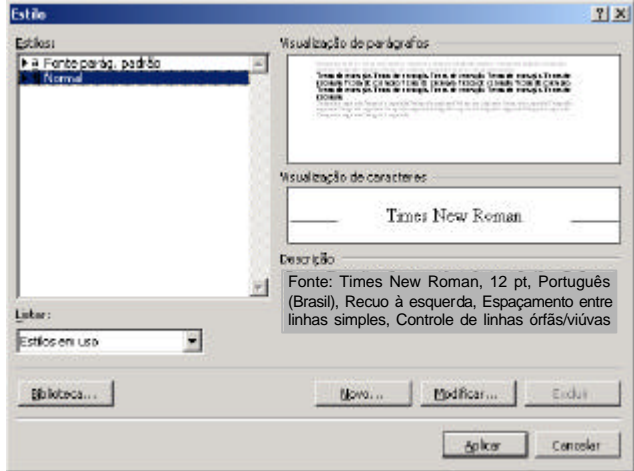 Estilo
Estilos:
Visualização de parágrafos
a Fonte parág. padrão
Normal
Visualização de caracteres
Times New Roman
Descrição
Fonte: Times New Roman, 12 pt, Português
(Brasil), Recuo à esquerda, Espaçamento entre
linhas simples, Controle de linhas órfãs/viúvas
Listar:
Estilos em uso
Biblioteca...
Novo...
Modificar...
Excluir
Aplicar
Cancelar